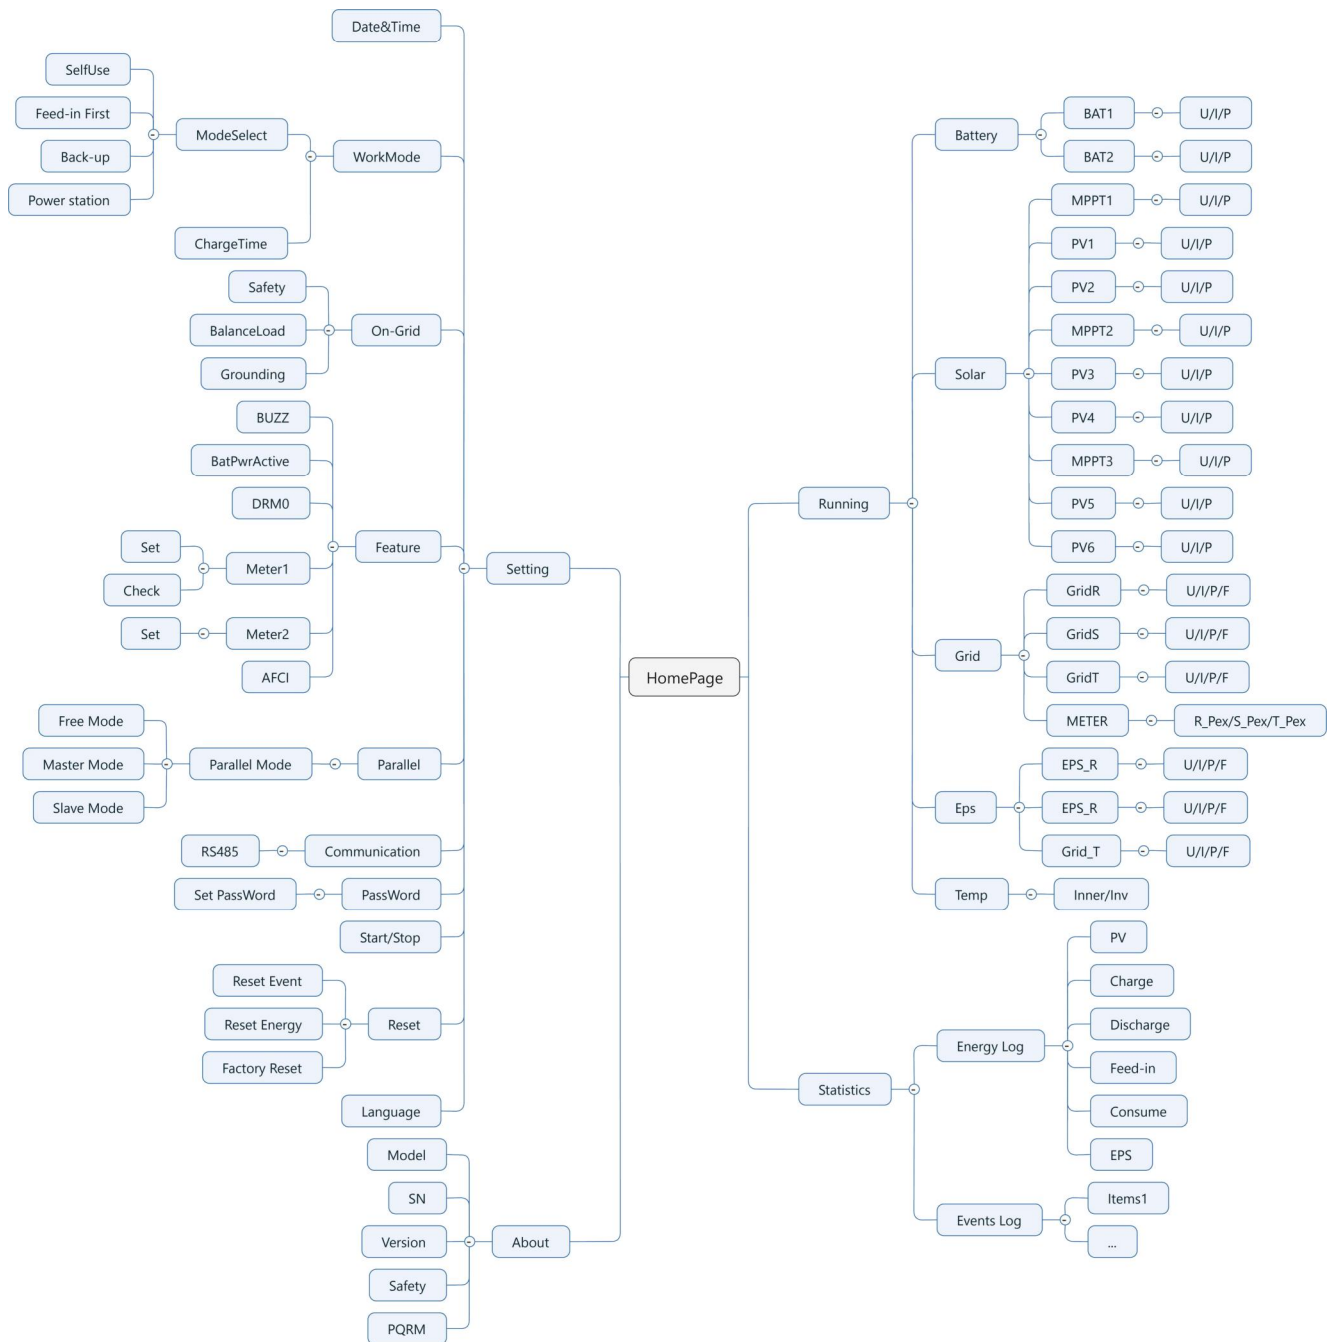 HomePage
Setting
Date&Time
WorkMode
ModeSelect
SelfUse
Feed-in First
Back-up
Power station
ChargeTime
On-Grid
Safety
BalanceLoad
Grounding
Feature
BUZZ
BatPwrActive
DRM0
Meter1
Set
Check
Meter2
Set
AFCI
Parallel
Parallel Mode
Free Mode
Master Mode
Slave Mode
Communication
RS485
PassWord
Set PassWord
Start/Stop
Reset
Reset Event
Reset Energy
Factory Reset
Language
About
Model
SN
Version
Safety
PQRM
Running
Battery
BAT1
U/I/P
BAT2
U/I/P
Solar
MPPT1
U/I/P
PV1
U/I/P
PV2
U/I/P
MPPT2
U/I/P
PV3
U/I/P
PV4
U/I/P
MPPT3
U/I/P
PV5
U/I/P
PV6
U/I/P
Grid
GridR
U/I/P/F
GridS
U/I/P/F
GridT
U/I/P/F
METER
R_Pex/S_Pex/T_Pex
Eps
EPS_R
U/I/P/F
EPS_R
U/I/P/F
Grid_T
U/I/P/F
Temp
Inner/Inv
Statistics
Energy Log
PV
Charge
Discharge
Feed-in
Consume
EPS
Events Log
Items1
...